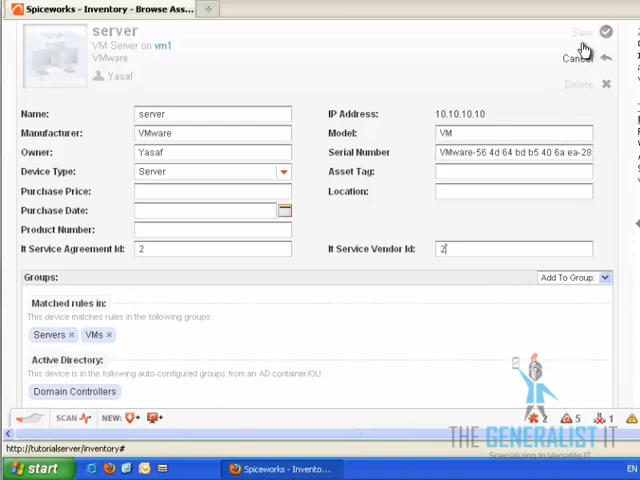 Spiceworks - Inventory - Browse Ass...
server
VM Server on vm1
VMware
Yasaf
Save
Cancel
Delete
Name: server IP Address: 10.10.10.10
Manufacturer: VMware Model: VM
Owner: Yasaf Serial Number VMware-56 4d 64 bd b5 40 6a ea-28
Device Type: Server Asset Tag:
Purchase Price: Location:
Purchase Date:
Product Number:
It Service Agreement Id: 2 It Service Vendor Id: 2
Groups: Add To Group:
Matched rules in:
This device matches rules in the following groups.
Servers × VMs ×
Active Directory:
This device is in the following auto-configured groups from an AD container/OU.
Domain Controllers
SCAN NEW: 2 5 1
THE GENERALIST IT
Specializing In Versatile IT
http://tutorialserver/inventory#
start Spiceworks - Invento... EN